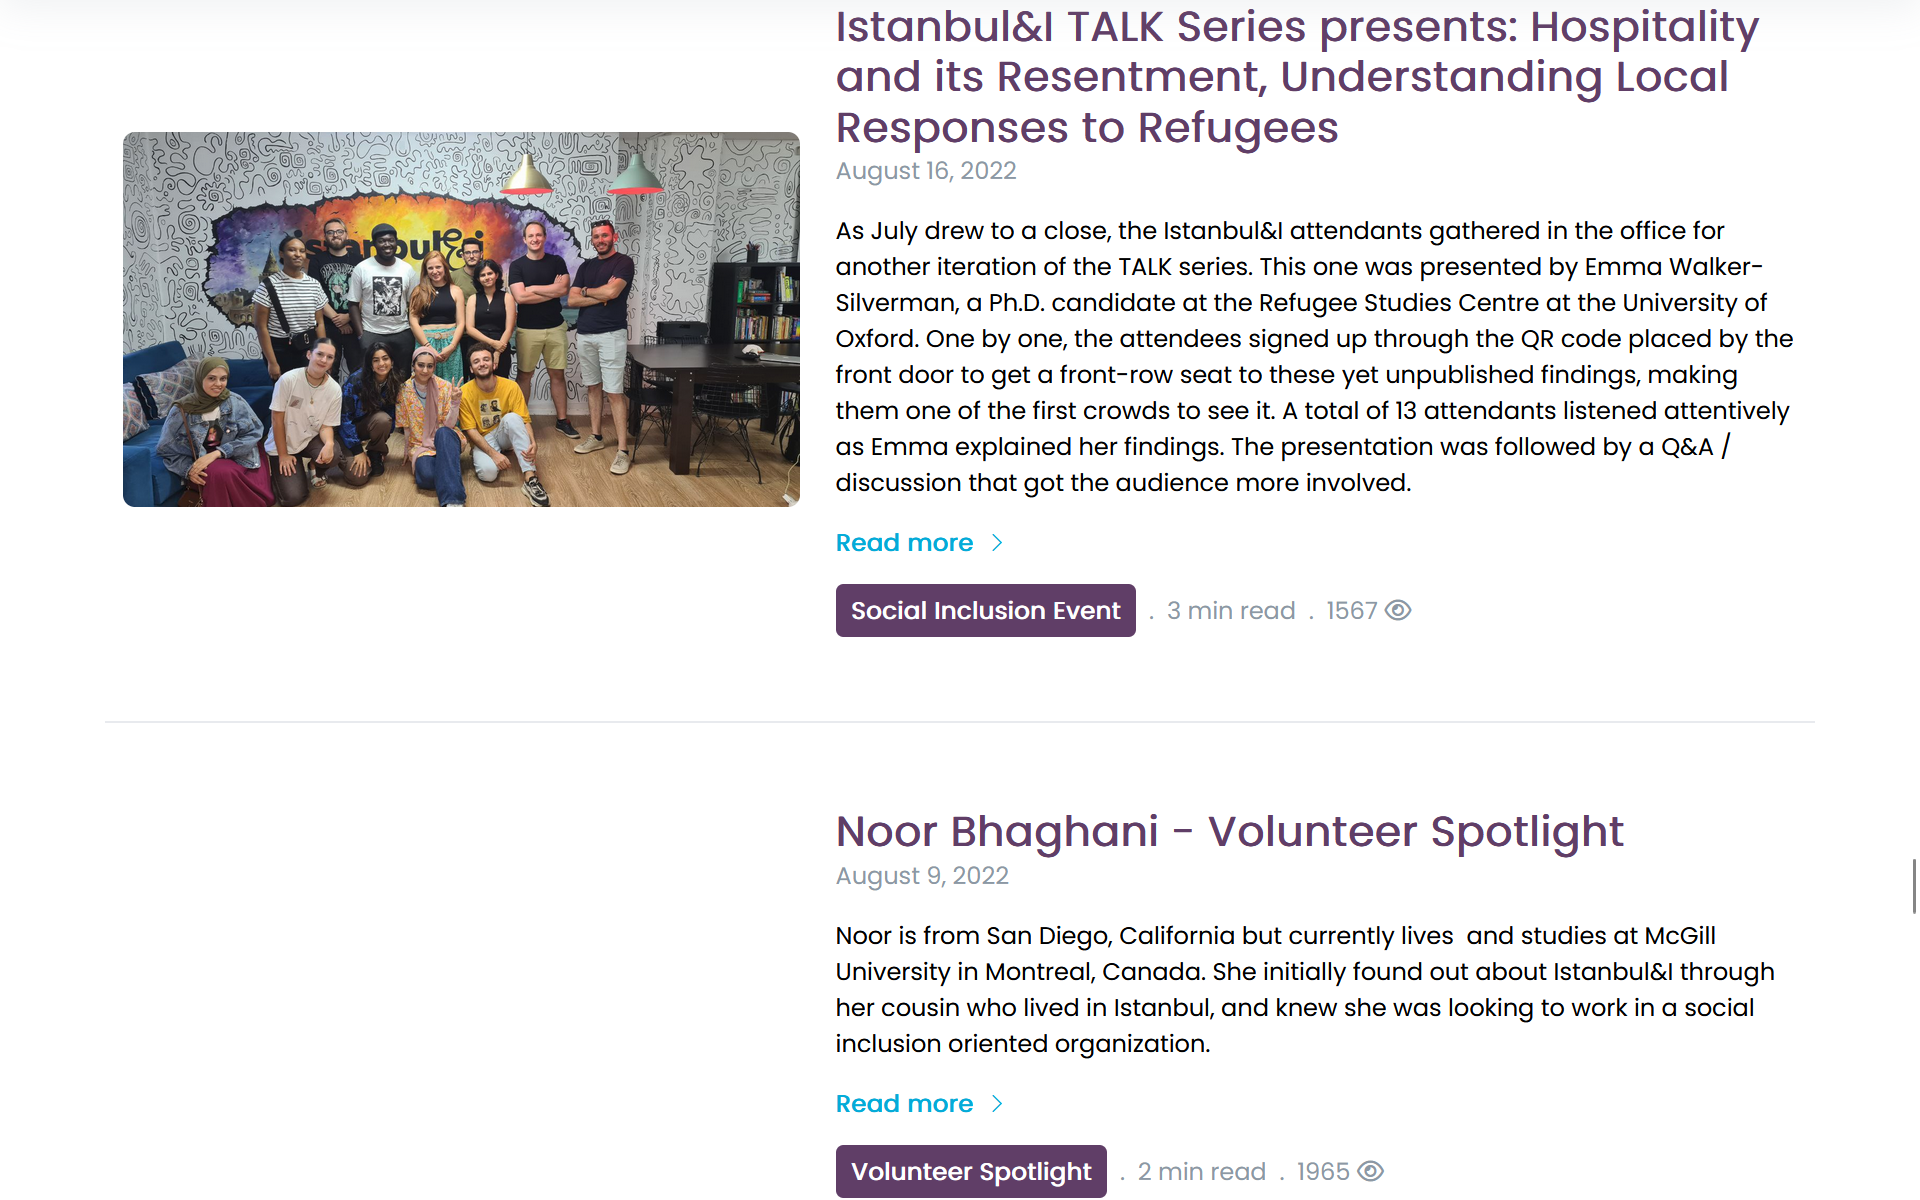 Istanbul&I TALK Series presents: Hospitality
and its Resentment, Understanding Local
Responses to Refugees
August 16, 2022
istanbul&i
As July drew to a close, the Istanbul&I attendants gathered in the office for
another iteration of the TALK series. This one was presented by Emma Walker-
Silverman, a Ph.D. candidate at the Refugee Studies Centre at the University of
Oxford. One by one, the attendees signed up through the QR code placed by the
front door to get a front-row seat to these yet unpublished findings, making
them one of the first crowds to see it. A total of 13 attendants listened attentively
as Emma explained her findings. The presentation was followed by a Q&A /
discussion that got the audience more involved.
Read more
Social Inclusion Event . 3 min read . 1567
Noor Bhaghani - Volunteer Spotlight
August 9, 2022
Noor is from San Diego, California but currently lives  and studies at McGill
University in Montreal, Canada. She initially found out about Istanbul&I through
her cousin who lived in Istanbul, and knew she was looking to work in a social
inclusion oriented organization.
Read more
Volunteer Spotlight . 2 min read . 1965